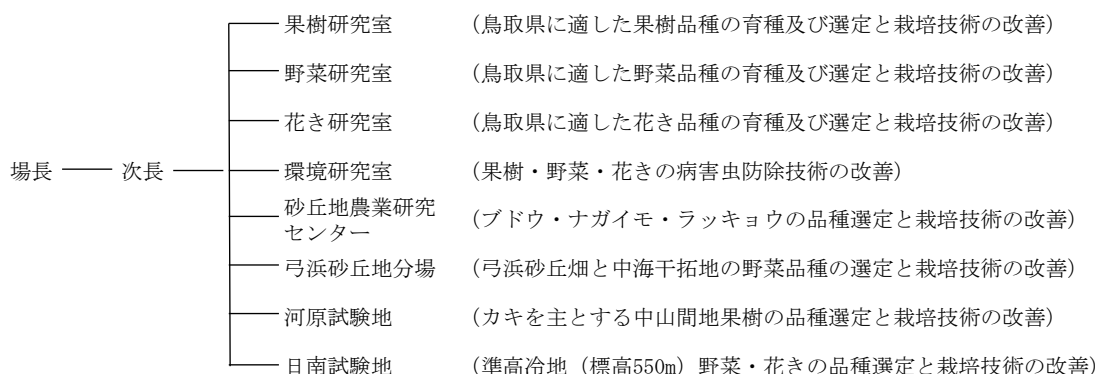 果樹研究室 (鳥取県に適した果樹品種の育種及び選定と栽培技術の改善)
野菜研究室 (鳥取県に適した野菜品種の育種及び選定と栽培技術の改善)
花き研究室 (鳥取県に適した花き品種の育種及び選定と栽培技術の改善)
場長 次長 環境研究室 (果樹・野菜・花きの病害虫防除技術の改善)
砂丘地農業研究
センター (ブドウ・ナガイモ・ラッキョウの品種選定と栽培技術の改善)
弓浜砂丘地分場 (弓浜砂丘畑と中海干拓地の野菜品種の選定と栽培技術の改善)
河原試験地 (カキを主とする中山間地果樹の品種選定と栽培技術の改善)
日南試験地 (準高冷地(標高550m)野菜・花きの品種選定と栽培技術の改善)